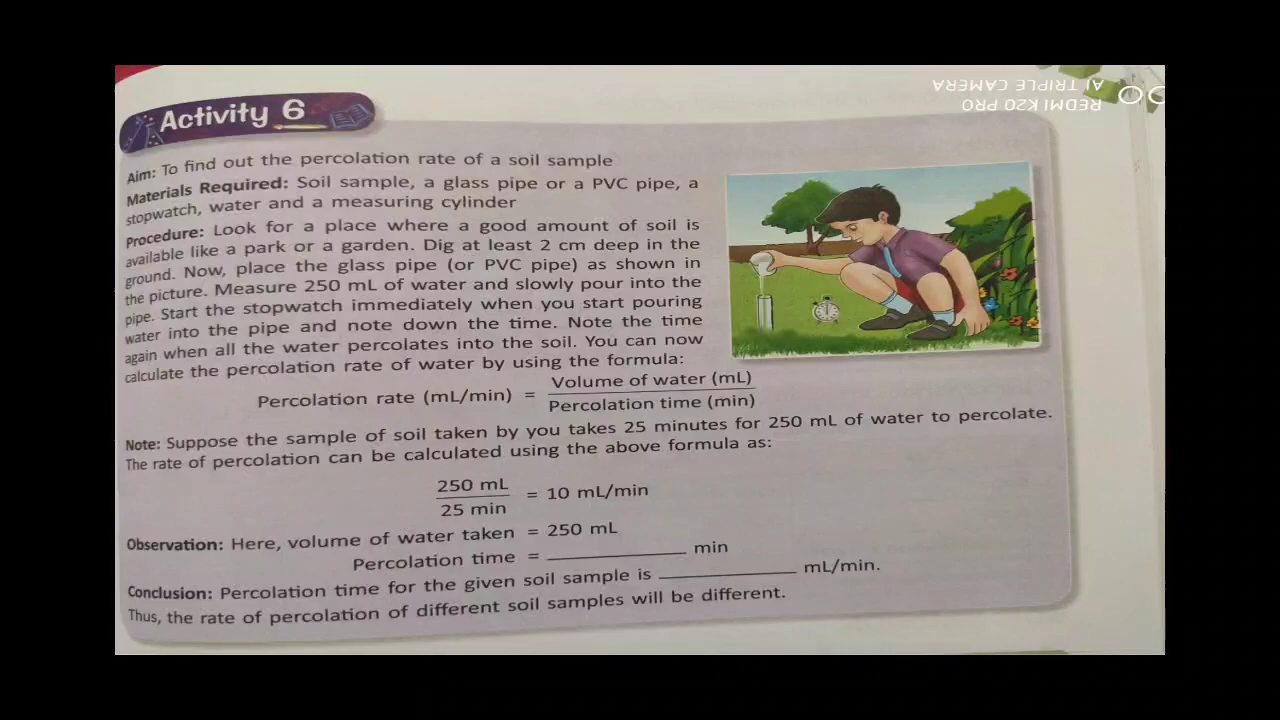 AI TRIPLE CAMERA
REDMI K20 PRO
Activity 6
Aim: To find out the percolation rate of a soil sample
Materials Required: Soil sample, a glass pipe or a PVC pipe, a
stopwatch, water and a measuring cylinder
Procedure: Look for a place where a good amount of soil is
available like a park or a garden. Dig at least 2 cm deep in the
ground. Now, place the glass pipe (or PVC pipe) as shown in
the picture. Measure 250 mL of water and slowly pour into the
pipe. Start the stopwatch immediately when you start pouring
water into the pipe and note down the time. Note the time
again when all the water percolates into the soil. You can now
calculate the percolation rate of water by using the formula:
Percolation rate (mL/min) = Volume of water (mL)
Percolation time (min)
Note: Suppose the sample of soil taken by you takes 25 minutes for 250 mL of water to percolate.
The rate of percolation can be calculated using the above formula as:
250 mL
25 min = 10 mL/min
Observation: Here, volume of water taken = 250 mL
Percolation time = ____________ min
Conclusion: Percolation time for the given soil sample is ____________ mL/min.
Thus, the rate of percolation of different soil samples will be different.